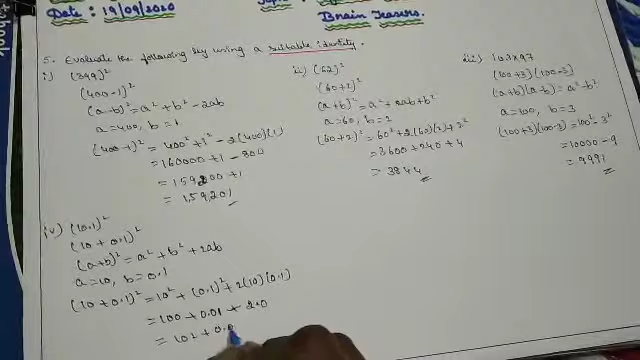 Date : 19/09/2020
Brain Teasers.
5. Evaluate the following by using a suitable identity.
i) (399)²
(400-1)²
(a-b)² = a² + b² - 2ab
a = 400, b = 1
(400-1)² = 400² + 1² - 2(400)(1)
= 160000 + 1 - 800
= 159200 + 1
= 1,59,201
ii) (62)²
(60+2)²
(a+b)² = a² + 2ab + b²
a = 60, b = 2
(60+2)² = 60² + 2(60)(2) + 2²
= 3600 + 240 + 4
= 3844
iii) 103×97
(100+3)(100-3)
(a+b)(a-b) = a² - b²
a = 100, b = 3
(100+3)(100-3) = 100² - 3²
= 10000 - 9
= 9991
iv) (10.1)²
(10 + 0.1)²
(a+b)² = a² + b² + 2ab
a = 10, b = 0.1
(10 + 0.1)² = 10² + (0.1)² + 2(10)(0.1)
= 100 + 0.01 + 2.0
= 102 + 0.0